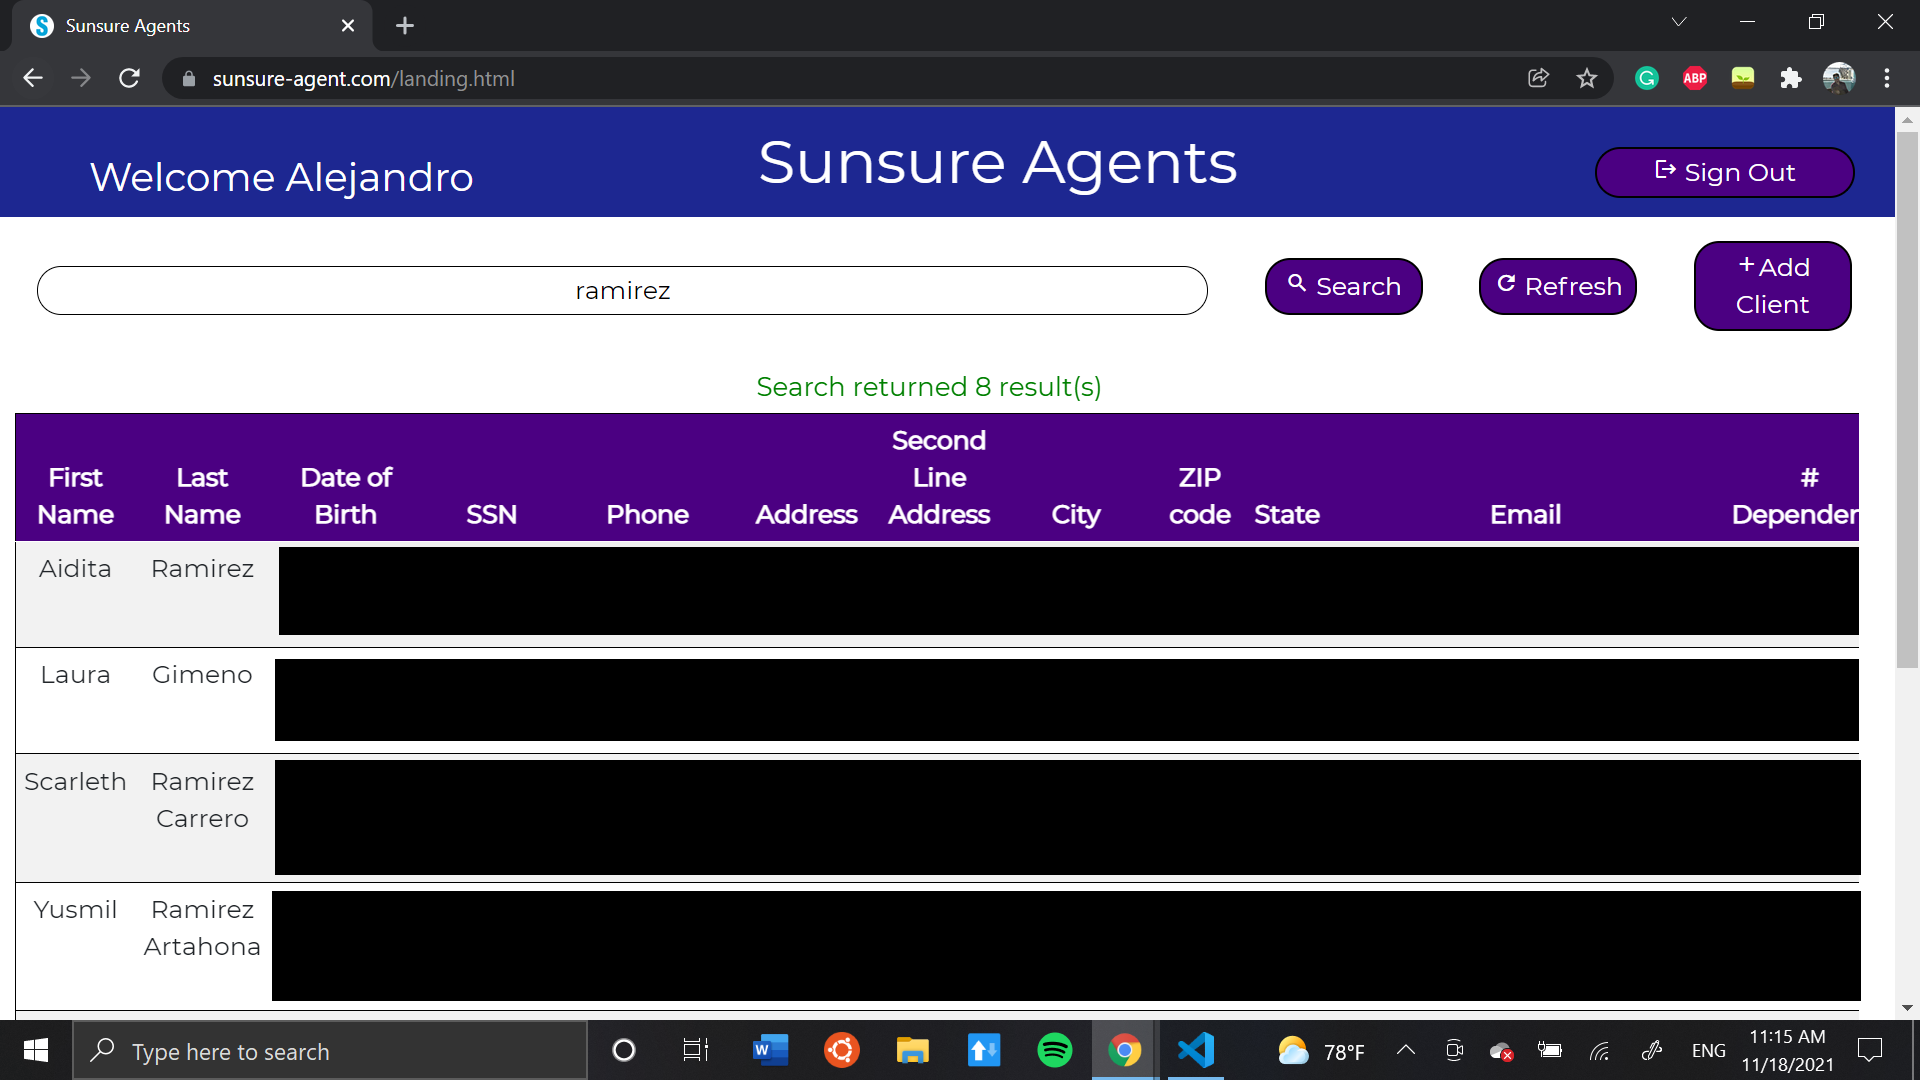 Sunsure Agents
sunsure-agent.com/landing.html
ABP
Welcome Alejandro
Sunsure Agents
Sign Out
ramirez
Search
Refresh
+ Add
Client
Search returned 8 result(s)
First Name
Last Name
Date of Birth
SSN
Phone
Address
Second Line Address
City
ZIP code
State
Email
# Depender
Aidita Ramirez
Laura Gimeno
Scarleth Ramirez
Carrero
Yusmil Ramirez
Artahona
Type here to search
78°F
ENG
11:15 AM
11/18/2021